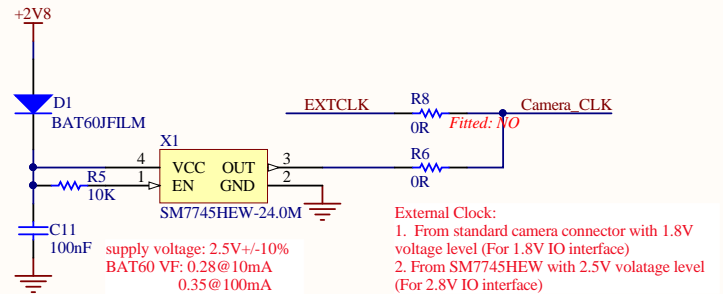 +2V8
D1
BAT60JFILM
EXTCLK
R8
0R
Fitted: NO
Camera_CLK
X1
4
VCC
OUT
3
1
EN
GND
2
R5
10K
SM7745HEW-24.0M
R6
0R
C11
100nF
supply voltage: 2.5V+/-10%
BAT60 VF: 0.28@10mA
0.35@100mA
External Clock:
1. From standard camera connector with 1.8V
voltage level (For 1.8V IO interface)
2. From SM7745HEW with 2.5V volatage level
(For 2.8V IO interface)